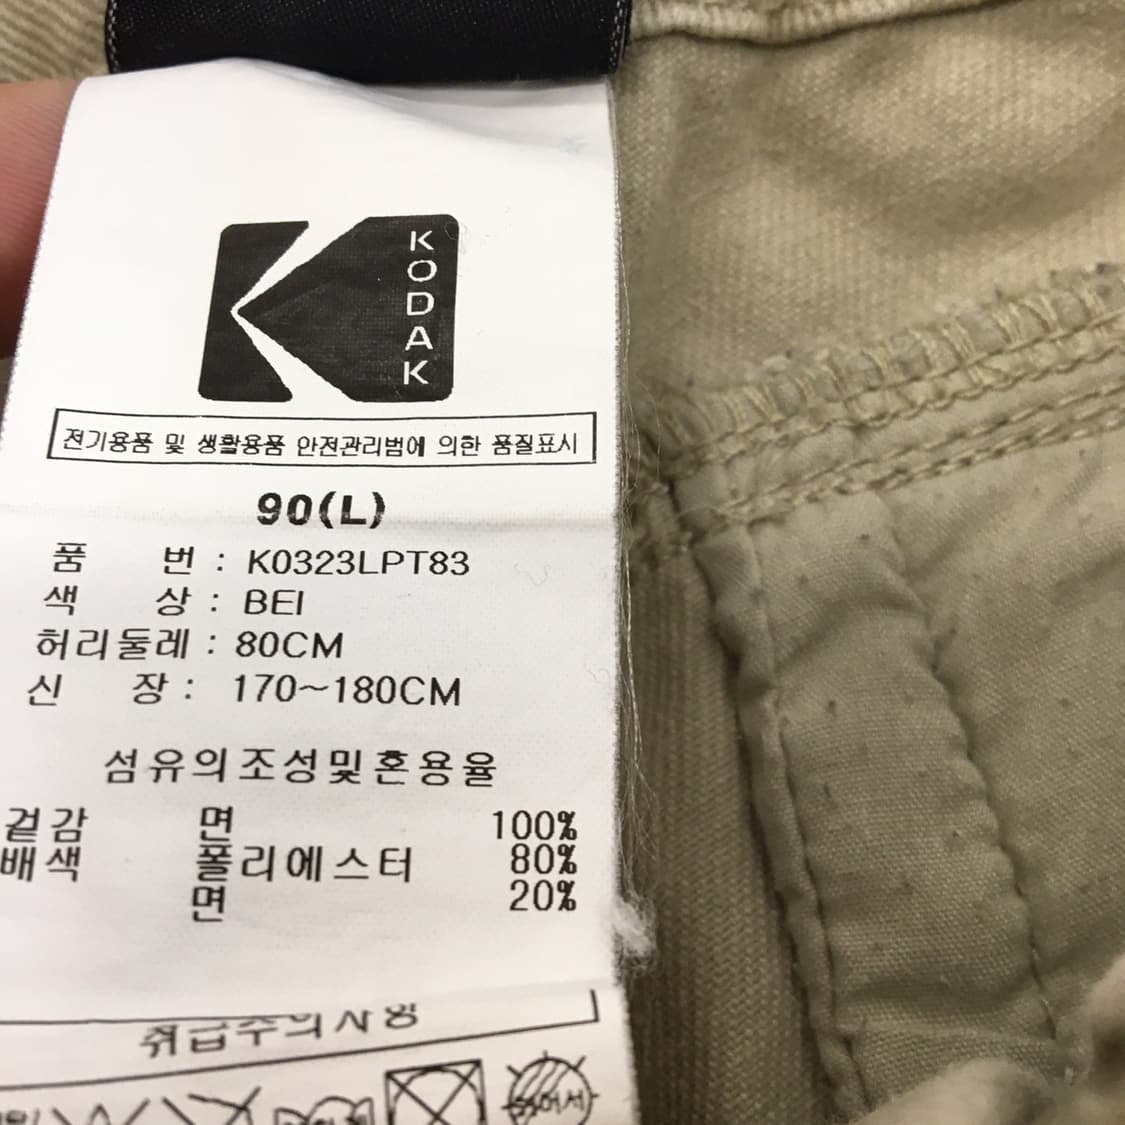 KODAK
전기용품 및 생활용품 안전관리법에 의한 품질표시
90(L)
품 번 : K0323LPT83
색 상 : BEI
허리둘레 : 80CM
신 장 : 170~180CM
섬유의조성및혼용율
겉감 면 100%
배색 폴리에스터 80%
면 20%
취급주의사항